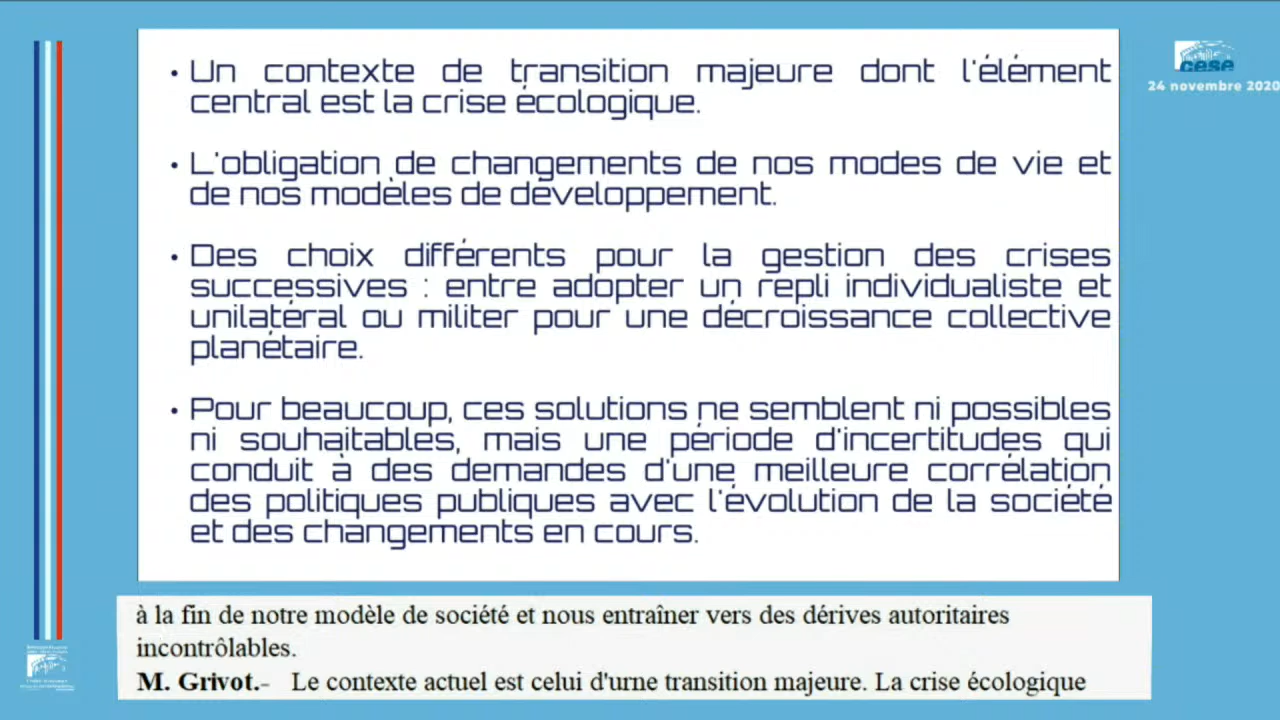 • Un contexte de transition majeure dont l'élément
central est la crise écologique.
• L'obligation de changements de nos modes de vie et
de nos modèles de développement.
• Des choix différents pour la gestion des crises
successives : entre adopter un repli individualiste et
unilatéral ou militer pour une décroissance collective
planétaire.
• Pour beaucoup, ces solutions ne semblent ni possibles
ni souhaitables, mais une période d'incertitudes qui
conduit à des demandes d'une meilleure corrélation
des politiques publiques avec l'évolution de la société
et des changements en cours.
cese
24 novembre 2020
à la fin de notre modèle de société et nous entraîner vers des dérives autoritaires
incontrôlables.
M. Grivot.- Le contexte actuel est celui d'urne transition majeure. La crise écologique